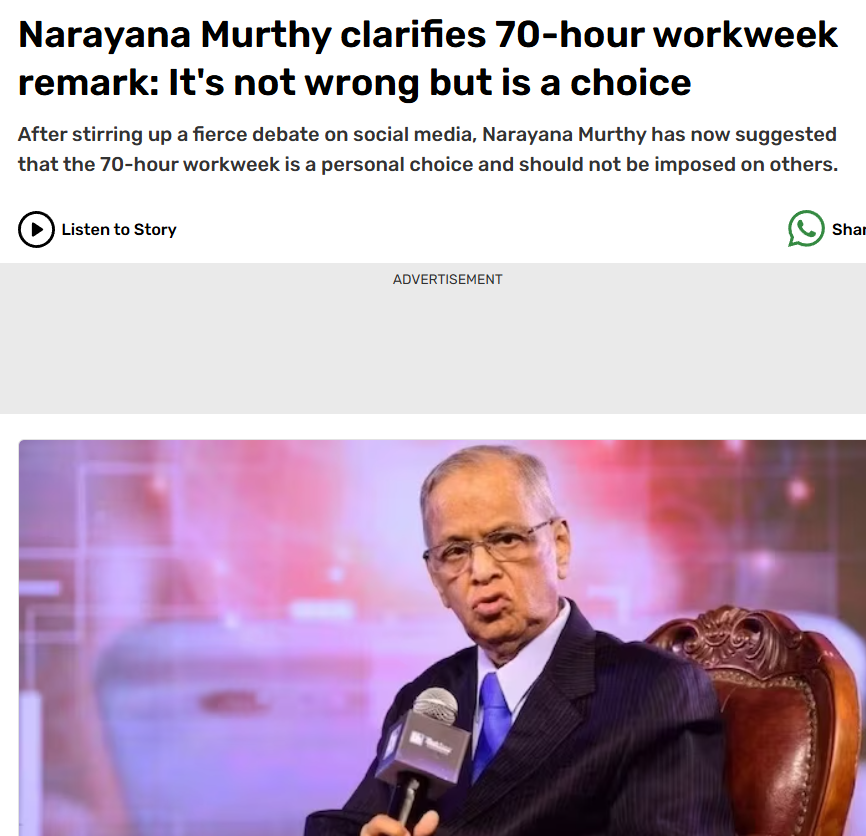 Narayana Murthy clarifies 70-hour workweek
remark: It's not wrong but is a choice
After stirring up a fierce debate on social media, Narayana Murthy has now suggested
that the 70-hour workweek is a personal choice and should not be imposed on others.
Listen to Story
Shar
ADVERTISEMENT